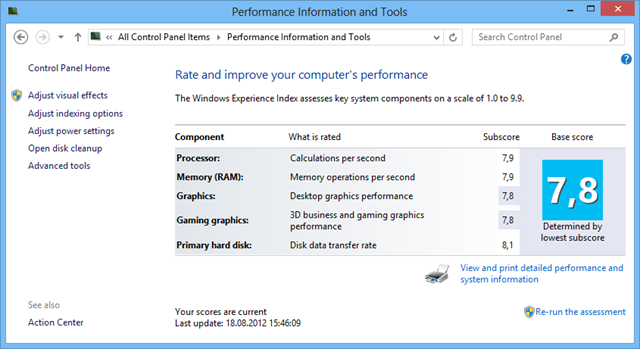 Performance Information and Tools
All Control Panel Items
Performance Information and Tools
Search Control Panel
Control Panel Home
Adjust visual effects
Adjust indexing options
Adjust power settings
Open disk cleanup
Advanced tools
Rate and improve your computer's performance
The Windows Experience Index assesses key system components on a scale of 1.0 to 9.9.
Component What is rated Subscore Base score
Processor: Calculations per second 7,9
Memory (RAM): Memory operations per second 7,9
Graphics: Desktop graphics performance 7,8
Gaming graphics: 3D business and gaming graphics
performance 7,8
Primary hard disk: Disk data transfer rate 8,1
7,8
Determined by
lowest subscore
View and print detailed performance and
system information
See also
Action Center
Your scores are current
Last update: 18.08.2012 15:46:09
Re-run the assessment